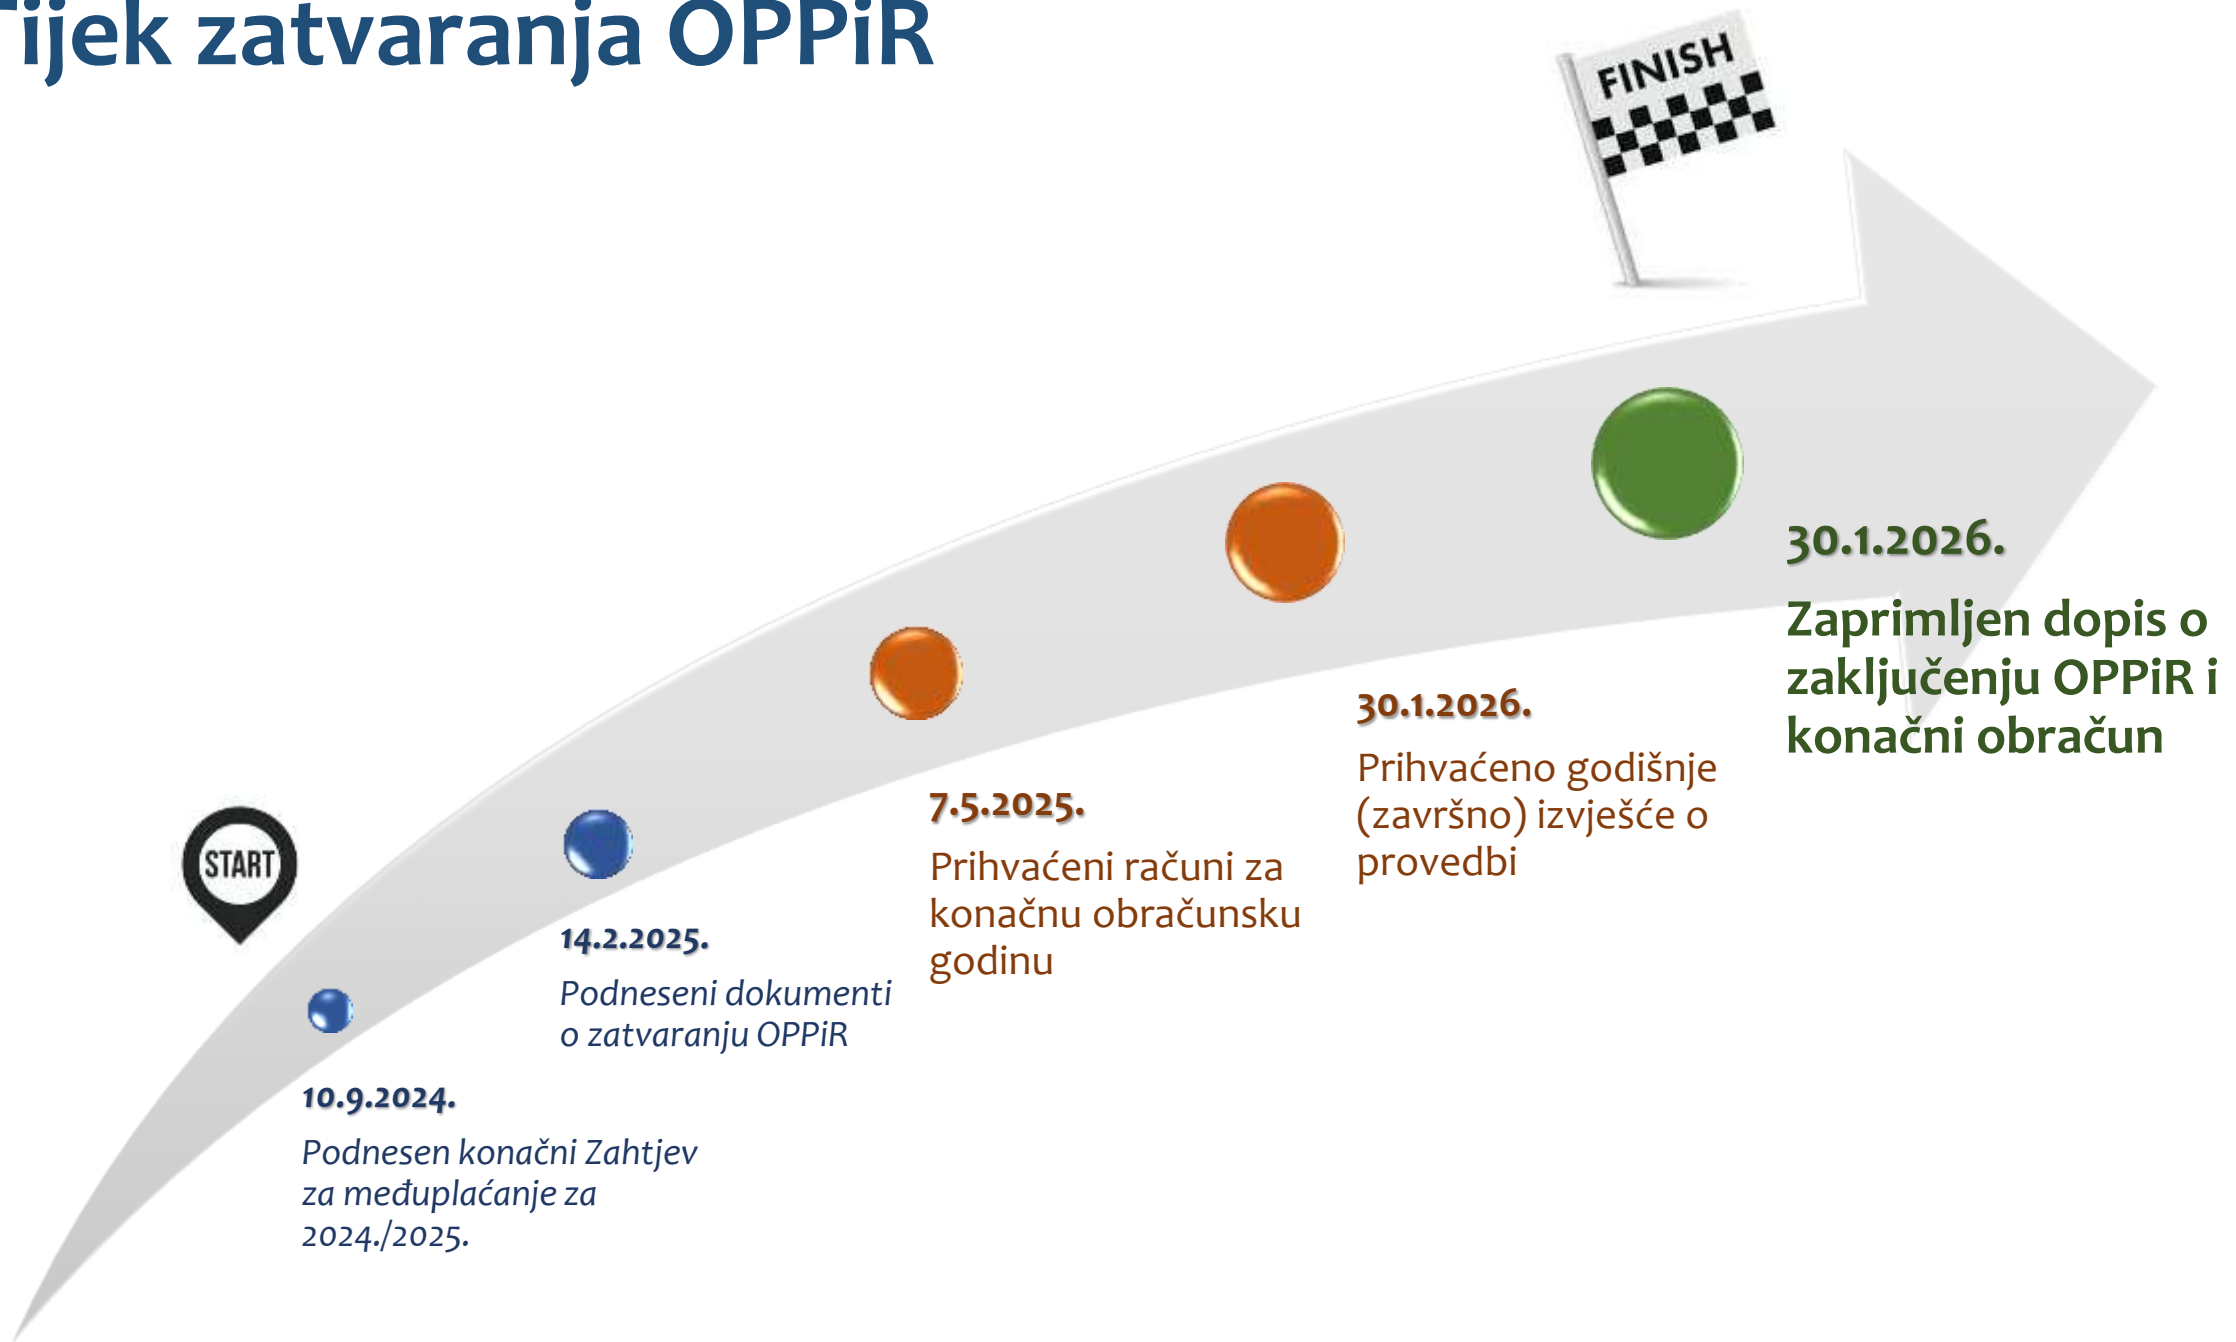 Tijek zatvaranja OPPiR
FINISH
START
10.9.2024.
Podnesen konačni Zahtjev
za međuplaćanje za
2024./2025.
14.2.2025.
Podneseni dokumenti
o zatvaranju OPPiR
7.5.2025.
Prihvaćeni računi za
konačnu obračunsku
godinu
30.1.2026.
Prihvaćeno godišnje
(završno) izvješće o
provedbi
30.1.2026.
Zaprimljen dopis o
zaključenju OPPiR i
konačni obračun